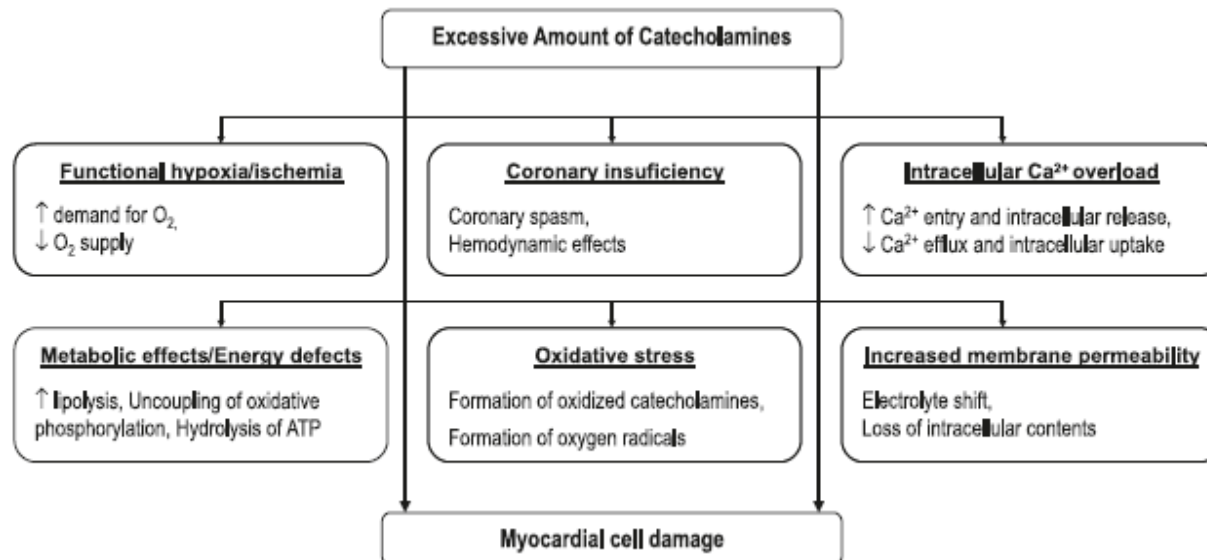 Excessive Amount of Catecholamines
Functional hypoxia/ischemia
↑ demand for O₂,
↓ O₂ supply
Coronary insuficiency
Coronary spasm,
Hemodynamic effects
Intracellular Ca²⁺ overload
↑ Ca²⁺ entry and intracellular release,
↓ Ca²⁺ efflux and intracellular uptake
Metabolic effects/Energy defects
↑ lipolysis, Uncoupling of oxidative
phosphorylation, Hydrolysis of ATP
Oxidative stress
Formation of oxidized catecholamines,
Formation of oxygen radicals
Increased membrane permeability
Electrolyte shift,
Loss of intracellular contents
Myocardial cell damage